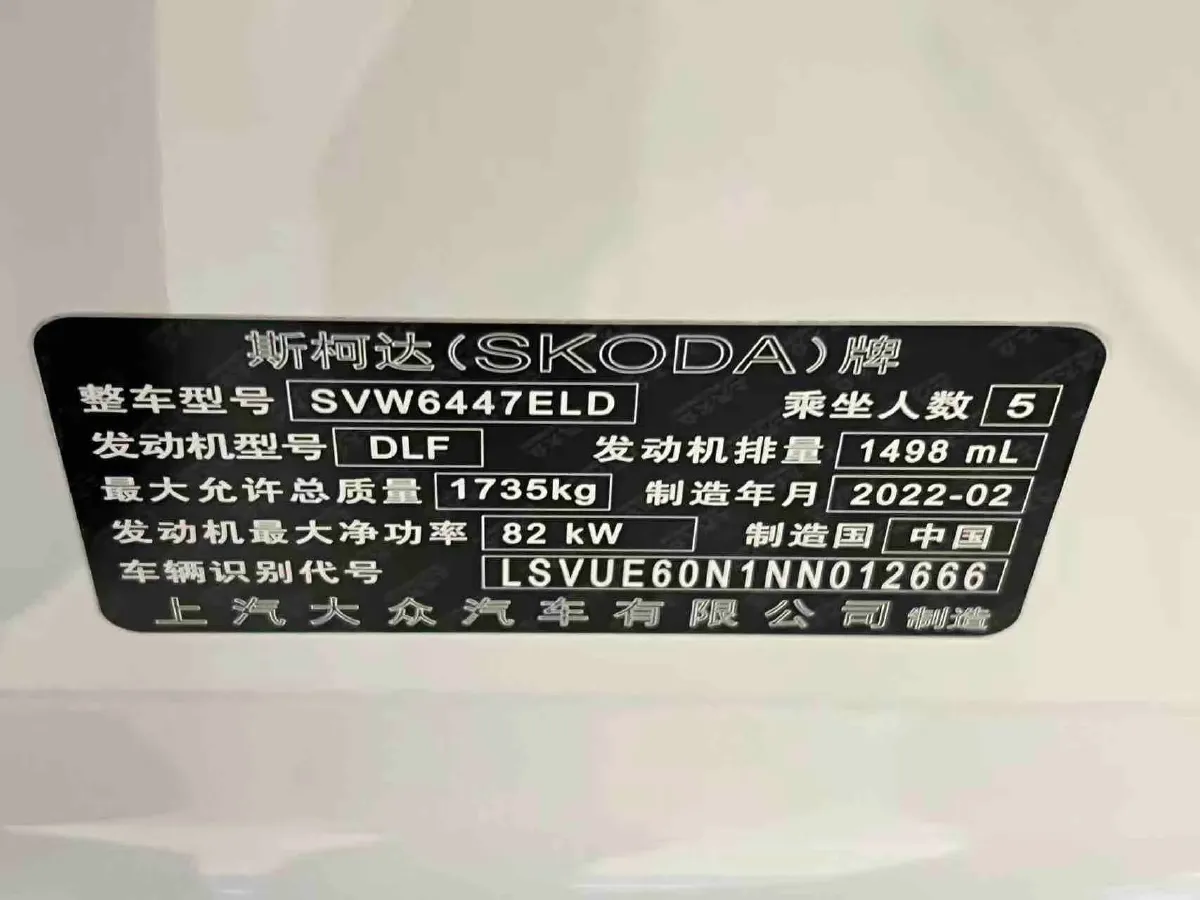 斯柯达(SKODA)牌
整车型号 SVW6447ELD 乘坐人数 5
发动机型号 DLF 发动机排量 1498 mL
最大允许总质量 1735kg 制造年月 2022-02
发动机最大净功率 82 kW 制造国 中国
车辆识别代号 LSVUE60N1NN012666
上汽大众汽车有限公司 制造